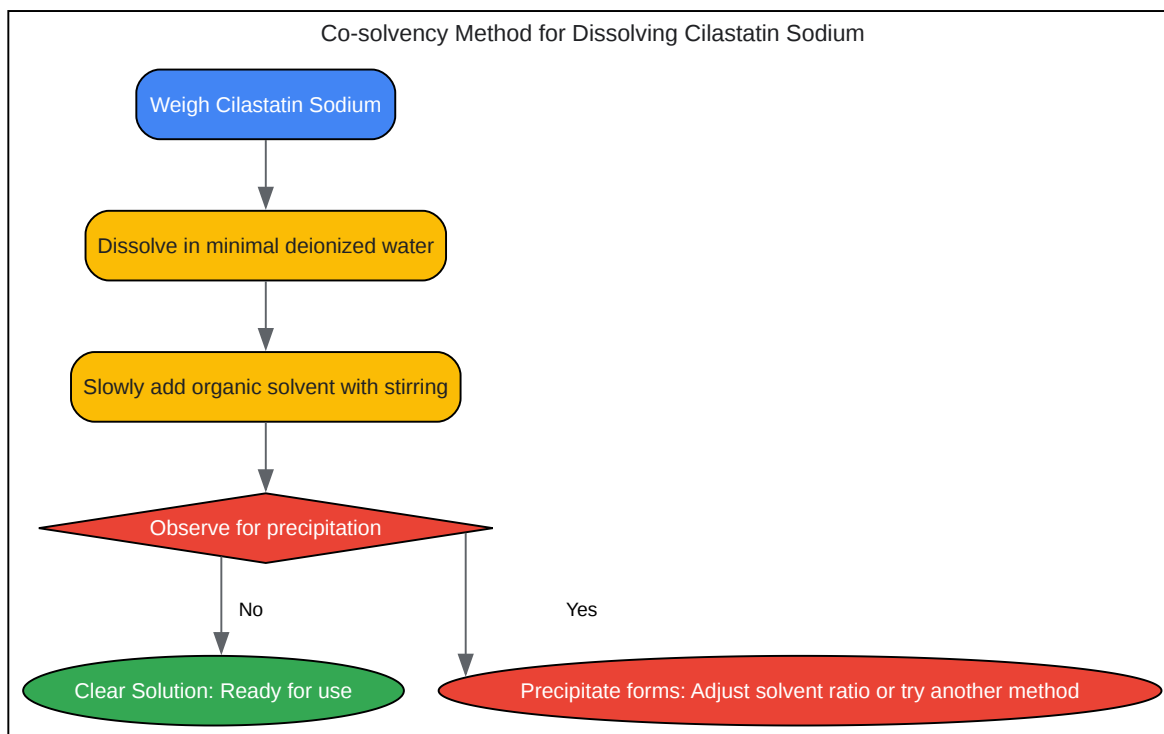 Co-solvency Method for Dissolving Cilastatin Sodium
Weigh Cilastatin Sodium
Dissolve in minimal deionized water
Slowly add organic solvent with stirring
Observe for precipitation
No
Yes
Clear Solution: Ready for use
Precipitate forms: Adjust solvent ratio or try another method